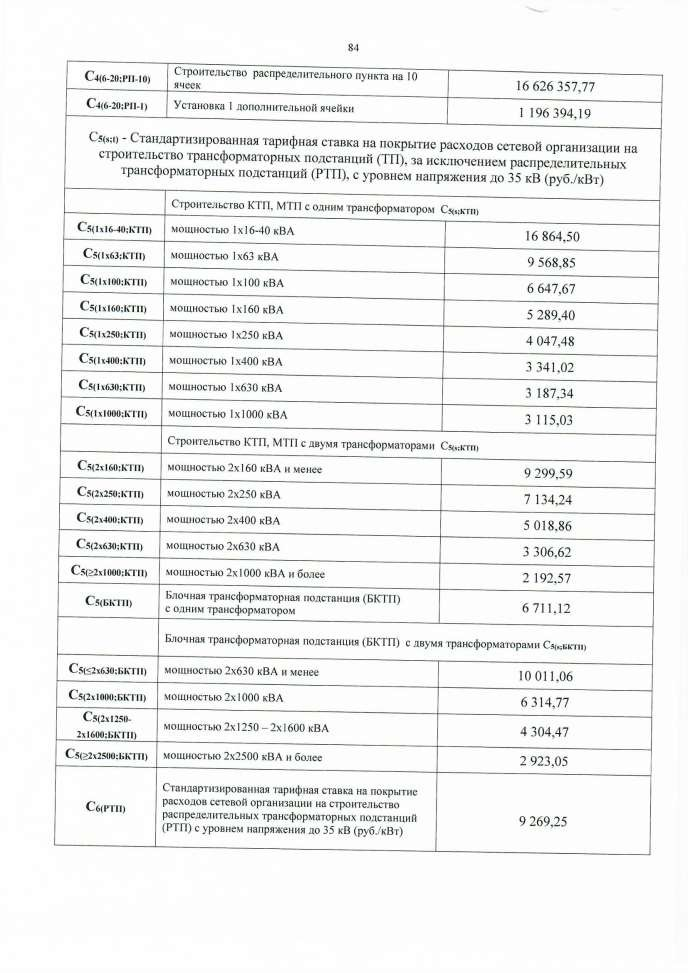 84
С4(6-20;РП-10) Строительство распределительного пункта на 10
ячеек 16 626 357,77
С4(6-20;РП-1) Установка 1 дополнительной ячейки 1 196 394,19
С5(s;t) - Стандартизированная тарифная ставка на покрытие расходов сетевой организации на
строительство трансформаторных подстанций (ТП), за исключением распределительных
трансформаторных подстанций (РТП), с уровнем напряжения до 35 кВ (руб./кВт)
Строительство КТП, МТП с одним трансформатором С5(s;КТП)
С5(1х16-40;КТП) мощностью 1х16-40 кВА 16 864,50
С5(1х63;КТП) мощностью 1х63 кВА 9 568,85
С5(1х100;КТП) мощностью 1х100 кВА 6 647,67
С5(1х160;КТП) мощностью 1х160 кВА 5 289,40
С5(1х250;КТП) мощностью 1х250 кВА 4 047,48
С5(1х400;КТП) мощностью 1х400 кВА 3 341,02
С5(1х630;КТП) мощностью 1х630 кВА 3 187,34
С5(1х1000;КТП) мощностью 1х1000 кВА 3 115,03
Строительство КТП, МТП с двумя трансформаторами С5(s;КТП)
С5(2х160;КТП) мощностью 2х160 кВА и менее 9 299,59
С5(2х250;КТП) мощностью 2х250 кВА 7 134,24
С5(2х400;КТП) мощностью 2х400 кВА 5 018,86
С5(2х630;КТП) мощностью 2х630 кВА 3 306,62
С5(≥2х1000;КТП) мощностью 2х1000 кВА и более 2 192,57
С5(БКТП) Блочная трансформаторная подстанция (БКТП)
с одним трансформатором 6 711,12
Блочная трансформаторная подстанция (БКТП) с двумя трансформаторами С5(s;БКТП)
С5(≤2х630;БКТП) мощностью 2х630 кВА и менее 10 011,06
С5(2х1000;БКТП) мощностью 2х1000 кВА 6 314,77
С5(2х1250-
2х1600;БКТП) мощностью 2х1250 – 2х1600 кВА 4 304,47
С5(≥2х2500;БКТП) мощностью 2х2500 кВА и более 2 923,05
С6(РТП) Стандартизированная тарифная ставка на покрытие
расходов сетевой организации на строительство
распределительных трансформаторных подстанций
(РТП) с уровнем напряжения до 35 кВ (руб./кВт) 9 269,25